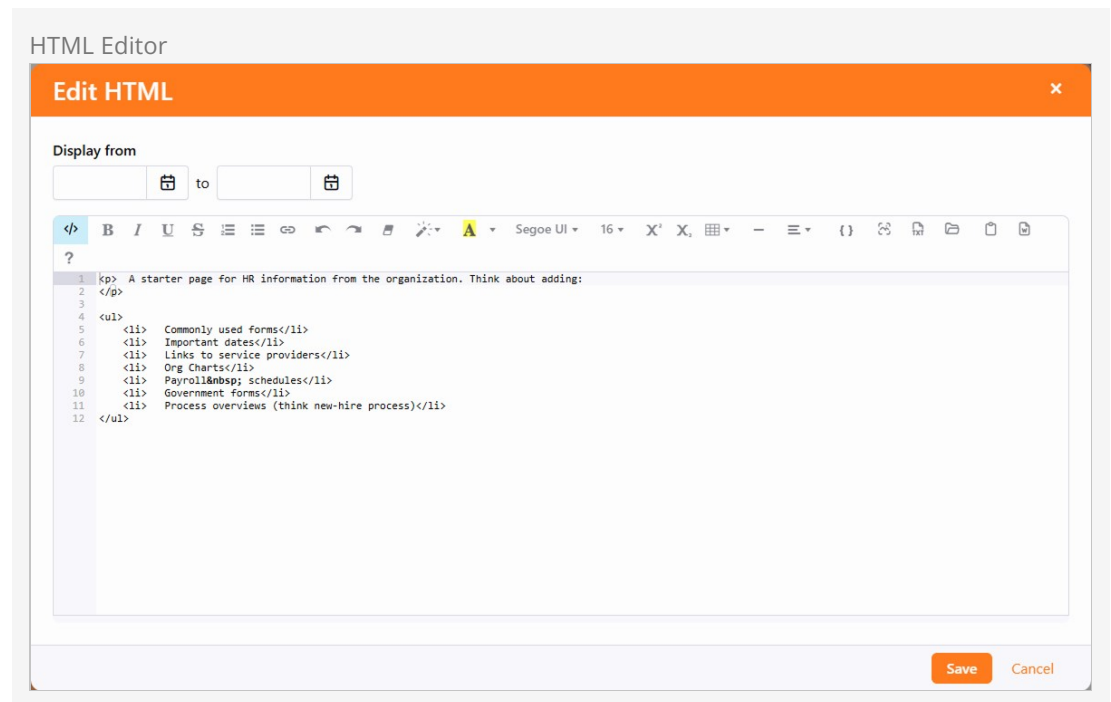 HTML Editor
Edit HTML ×
Display from
to
</> B I U S A Segoe UI 16 X² X₂ { }
?
1 <p>  A starter page for HR information from the organization. Think about adding:
2 </p>
3
4 <ul>
5     <li>   Commonly used forms</li>
6     <li>   Important dates</li>
7     <li>   Links to service providers</li>
8     <li>   Org Charts</li>
9     <li>   Payroll&nbsp; schedules</li>
10     <li>   Government forms</li>
11     <li>   Process overviews (think new-hire process)</li>
12 </ul>
Save Cancel